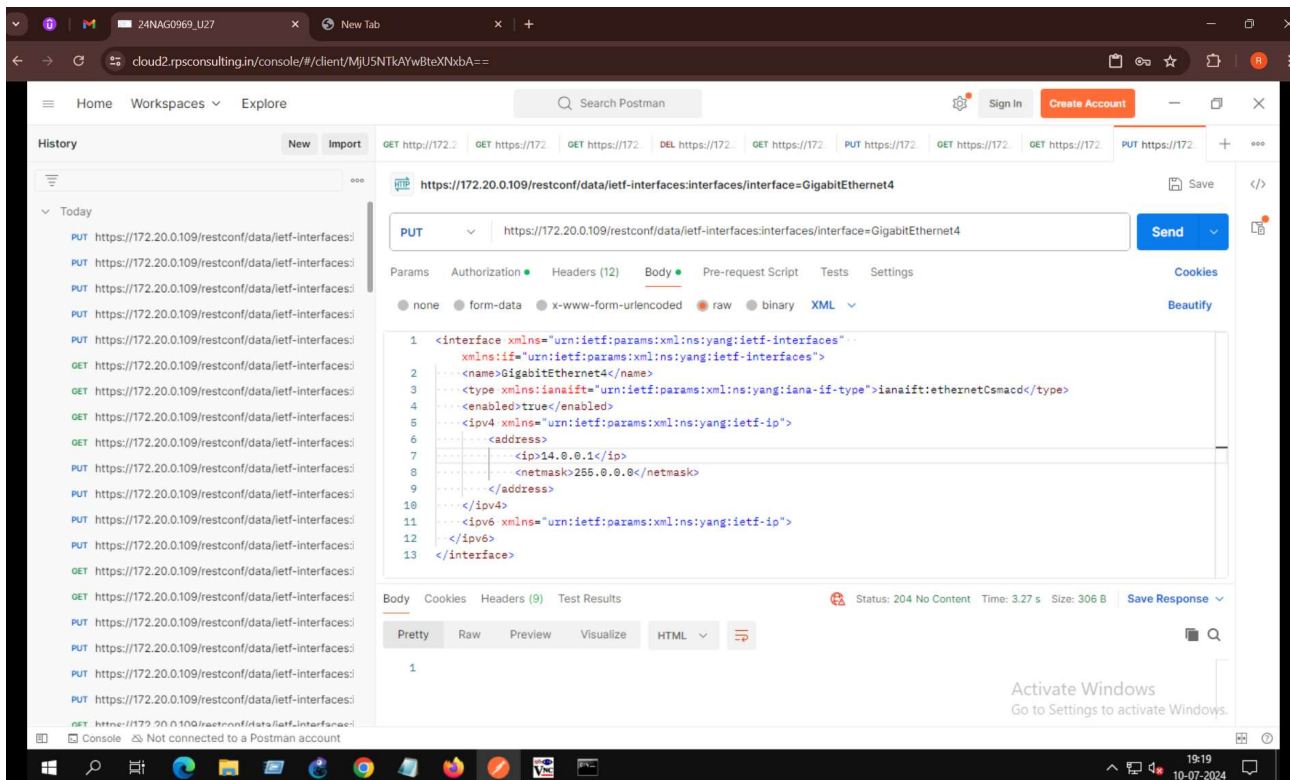 24NAG0969_U27
New Tab
cloud2.rpsconsulting.in/console/#/client/MjU5NTkAYwBteXNxbA==
Home Workspaces Explore
Search Postman
Sign In
Create Account
History New Import
GET http://172.2 GET https://172. GET https://172. DEL https://172. GET https://172. PUT https://172. GET https://172. GET https://172. PUT https://172.
HTTP https://172.20.0.109/restconf/data/ietf-interfaces:interfaces/interface=GigabitEthernet4
Save
Today
PUT https://172.20.0.109/restconf/data/ietf-interfaces:i
PUT https://172.20.0.109/restconf/data/ietf-interfaces:i
PUT https://172.20.0.109/restconf/data/ietf-interfaces:i
PUT https://172.20.0.109/restconf/data/ietf-interfaces:i
PUT https://172.20.0.109/restconf/data/ietf-interfaces:i
GET https://172.20.0.109/restconf/data/ietf-interfaces:i
GET https://172.20.0.109/restconf/data/ietf-interfaces:i
GET https://172.20.0.109/restconf/data/ietf-interfaces:i
GET https://172.20.0.109/restconf/data/ietf-interfaces:i
PUT https://172.20.0.109/restconf/data/ietf-interfaces:i
PUT https://172.20.0.109/restconf/data/ietf-interfaces:i
PUT https://172.20.0.109/restconf/data/ietf-interfaces:i
PUT https://172.20.0.109/restconf/data/ietf-interfaces:i
GET https://172.20.0.109/restconf/data/ietf-interfaces:i
GET https://172.20.0.109/restconf/data/ietf-interfaces:i
PUT https://172.20.0.109/restconf/data/ietf-interfaces:i
PUT https://172.20.0.109/restconf/data/ietf-interfaces:i
PUT https://172.20.0.109/restconf/data/ietf-interfaces:i
PUT https://172.20.0.109/restconf/data/ietf-interfaces:i
GET https://172.20.0.109/restconf/data/ietf-interfaces:i
PUT https://172.20.0.109/restconf/data/ietf-interfaces:interfaces/interface=GigabitEthernet4
Send
Params Authorization Headers (12) Body Pre-request Script Tests Settings Cookies
none form-data x-www-form-urlencoded raw binary XML Beautify
1 <interface xmlns="urn:ietf:params:xml:ns:yang:ietf-interfaces"
xmlns:if="urn:ietf:params:xml:ns:yang:ietf-interfaces">
2 <name>GigabitEthernet4</name>
3 <type xmlns:ianaift="urn:ietf:params:xml:ns:yang:iana-if-type">ianaift:ethernetCsmacd</type>
4 <enabled>true</enabled>
5 <ipv4 xmlns="urn:ietf:params:xml:ns:yang:ietf-ip">
6 <address>
7 <ip>14.0.0.1</ip>
8 <netmask>255.0.0.0</netmask>
9 </address>
10 </ipv4>
11 <ipv6 xmlns="urn:ietf:params:xml:ns:yang:ietf-ip">
12 </ipv6>
13 </interface>
Body Cookies Headers (9) Test Results Status: 204 No Content Time: 3.27 s Size: 306 B Save Response
Pretty Raw Preview Visualize HTML
1
Activate Windows
Go to Settings to activate Windows.
Console Not connected to a Postman account
19:19
10-07-2024